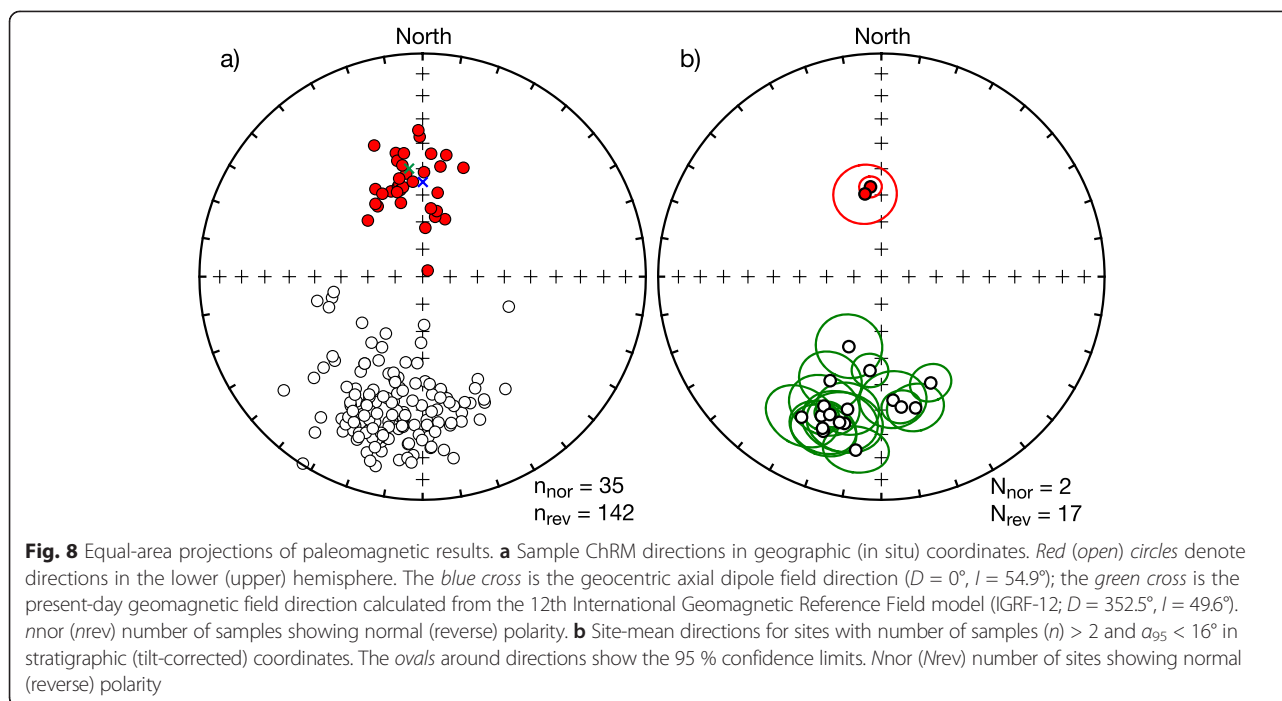 North
a)
n_nor = 35
n_rev = 142
North
b)
N_nor = 2
N_rev = 17
Fig. 8 Equal-area projections of paleomagnetic results. a Sample ChRM directions in geographic (in situ) coordinates. Red (open) circles denote
directions in the lower (upper) hemisphere. The blue cross is the geocentric axial dipole field direction (D = 0°, I = 54.9°); the green cross is the
present-day geomagnetic field direction calculated from the 12th International Geomagnetic Reference Field model (IGRF-12; D = 352.5°, I = 49.6°).
nnor (nrev) number of samples showing normal (reverse) polarity. b Site-mean directions for sites with number of samples (n) > 2 and α95 < 16° in
stratigraphic (tilt-corrected) coordinates. The ovals around directions show the 95 % confidence limits. Nnor (Nrev) number of sites showing normal
(reverse) polarity